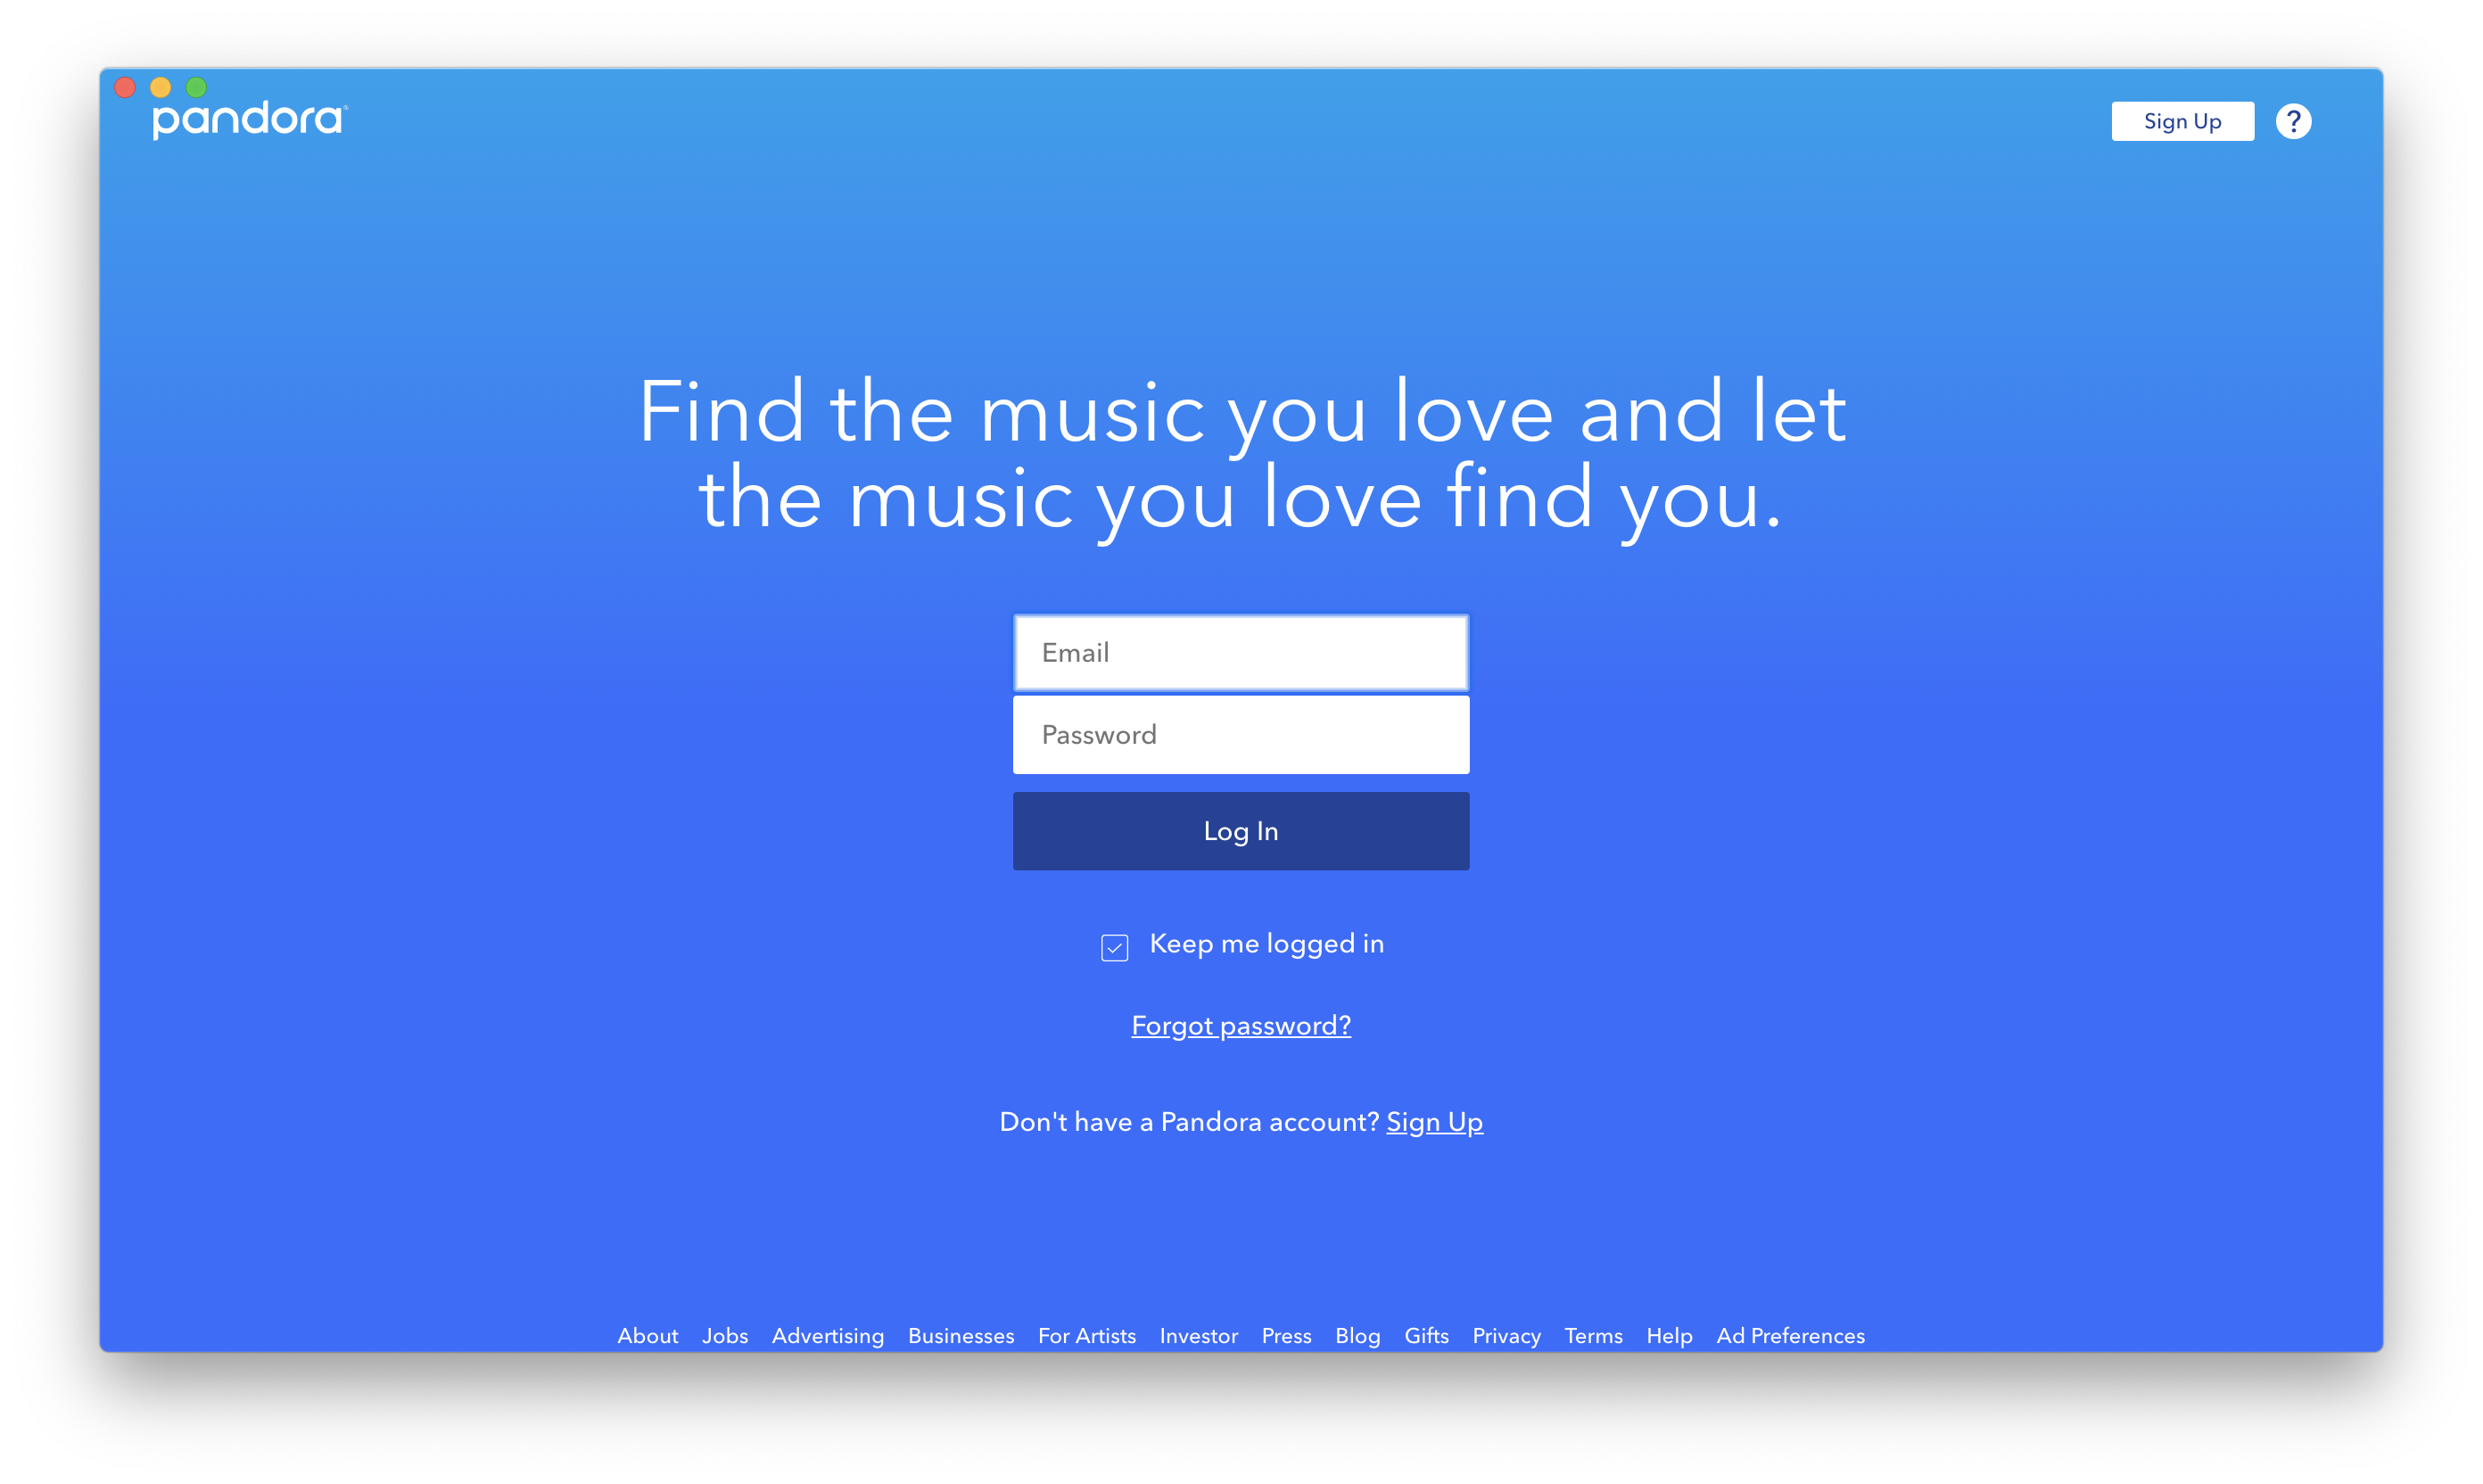 pandora®
Sign Up
?
Find the music you love and let
the music you love find you.
Email
Password
Log In
Keep me logged in
Forgot password?
Don't have a Pandora account? Sign Up
About Jobs Advertising Businesses For Artists Investor Press Blog Gifts Privacy Terms Help Ad Preferences